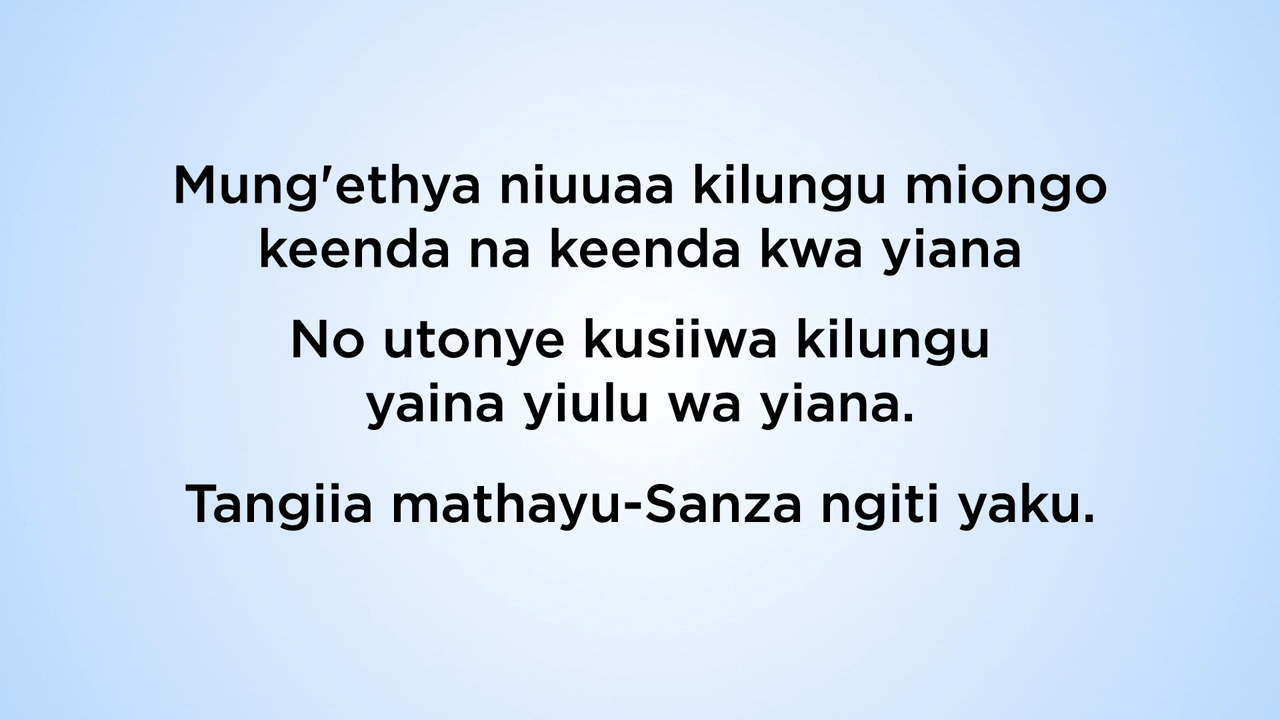 Mung'ethya niuuaa kilungu miongo
keenda na keenda kwa yiana
No utonye kusiiwa kilungu
yaina yiulu wa yiana.
Tangiia mathayu-Sanza ngiti yaku.